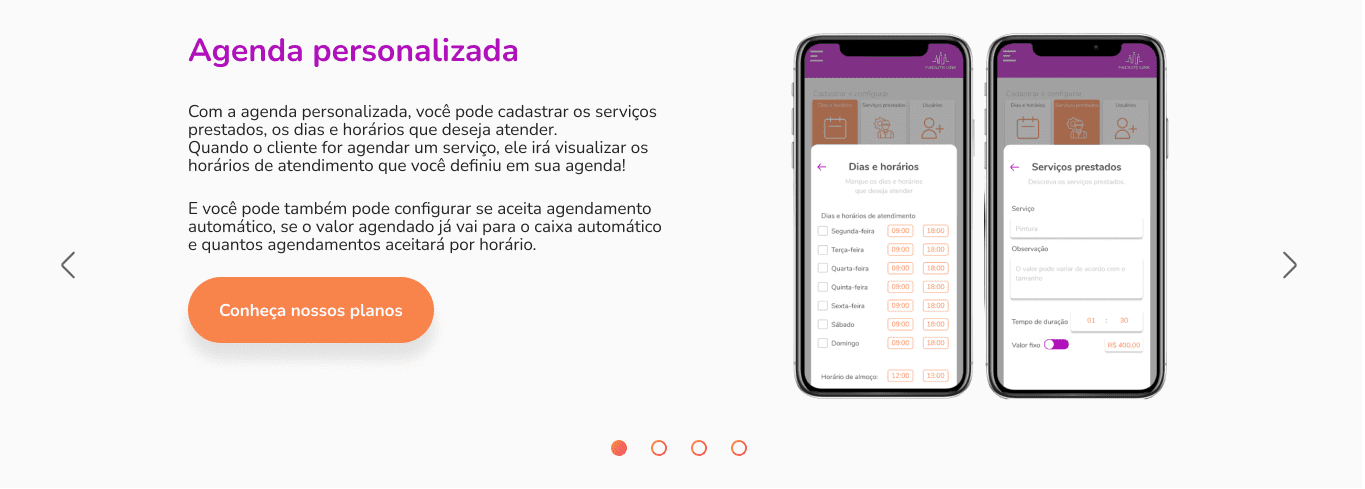 Agenda personalizada
Com a agenda personalizada, você pode cadastrar os serviços
prestados, os dias e horários que deseja atender.
Quando o cliente for agendar um serviço, ele irá visualizar os
horários de atendimento que você definiu em sua agenda!
E você pode também pode configurar se aceita agendamento
automático, se o valor agendado já vai para o caixa automático
e quantos agendamentos aceitará por horário.
Conheça nossos planos
Cadastrar e configurar
Dias e horários Serviços prestados Usuários
Dias e horários
Marque os dias e horários
que deseja atender
Dias e horários de atendimento
Segunda-feira 09:00 18:00
Terça-feira 09:00 18:00
Quarta-feira 09:00 18:00
Quinta-feira 09:00 18:00
Sexta-feira 09:00 18:00
Sábado 09:00 18:00
Domingo 09:00 18:00
Horário de almoço: 12:00 13:00
Cadastrar e configurar
Dias e horários Serviços prestados Usuários
Serviços prestados
Descreva os serviços prestados
Serviço
Pintura
Observação
O valor pode variar de acordo com o
tamanho
Tempo de duração 01 : 30
Valor fixo R$ 400,00